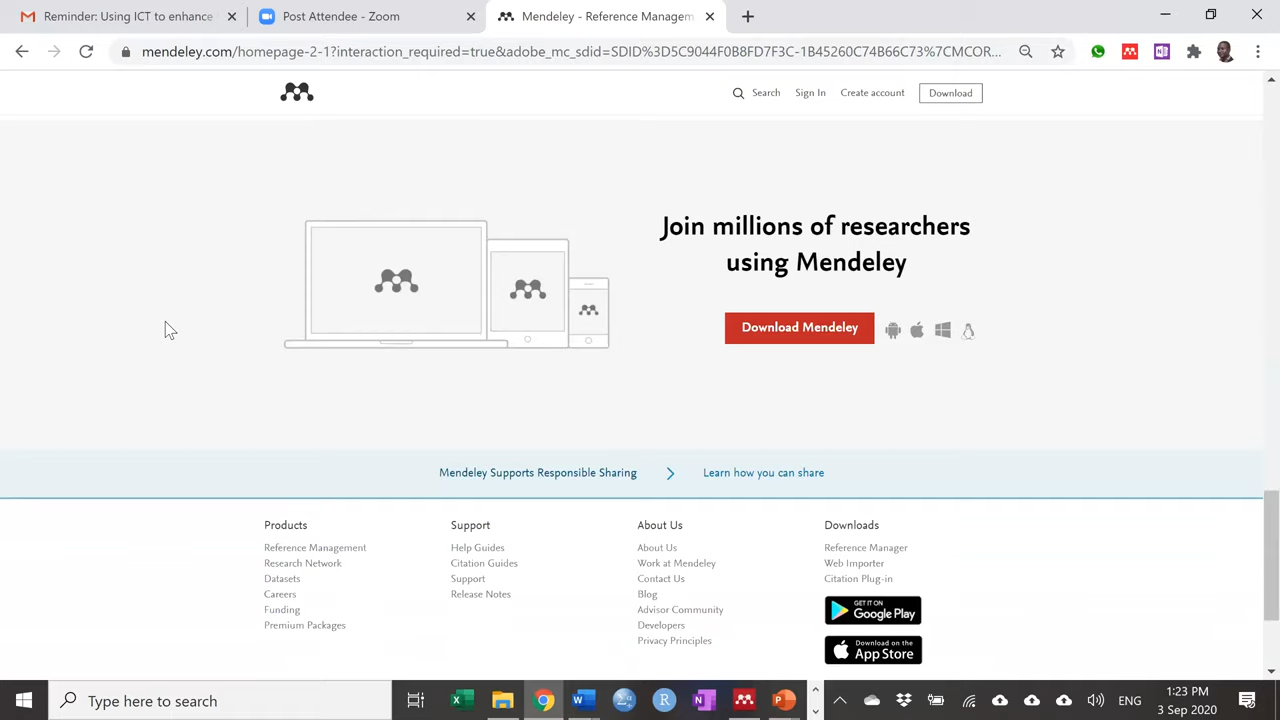 Reminder: Using ICT to enhance
Post Attendee - Zoom
Mendeley - Reference Managem
mendeley.com/homepage-2-1?interaction_required=true&adobe_mc_sdid=SDID%3D5C9044F0B8FD7F3C-1B45260C74B66C73%7CMCOR...
Search
Sign In
Create account
Download
Join millions of researchers
using Mendeley
Download Mendeley
Mendeley Supports Responsible Sharing
Learn how you can share
Products
Reference Management
Research Network
Datasets
Careers
Funding
Premium Packages
Support
Help Guides
Citation Guides
Support
Release Notes
About Us
About Us
Work at Mendeley
Contact Us
Blog
Advisor Community
Developers
Privacy Principles
Downloads
Reference Manager
Web Importer
Citation Plug-in
GET IT ON
Google Play
Download on the
App Store
Type here to search
ENG
1:23 PM
3 Sep 2020